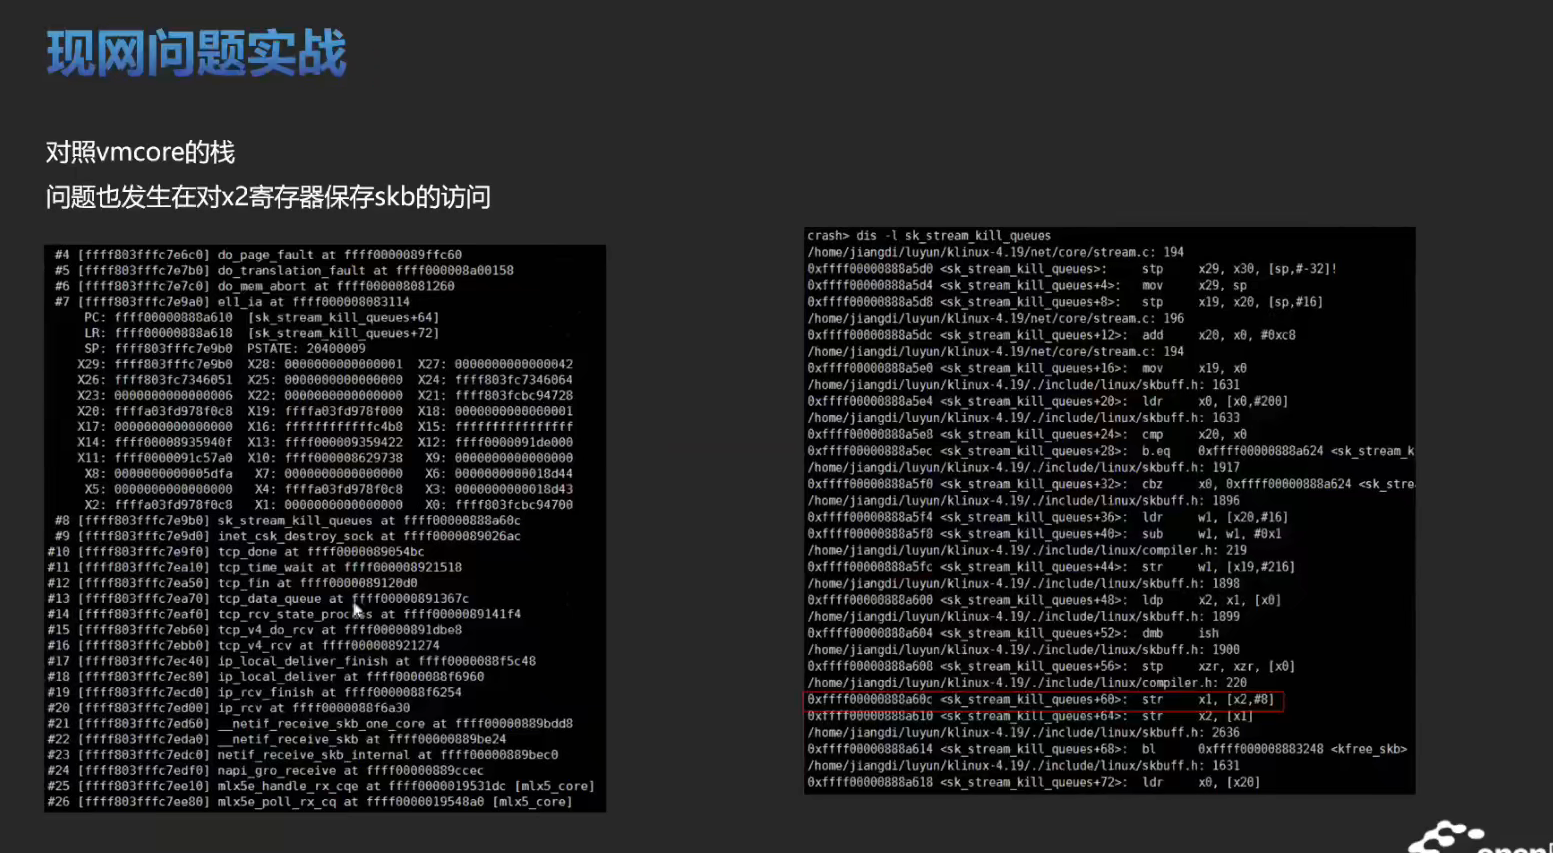 现网问题实战
对照vmcore的栈
问题也发生在对x2寄存器保存skb的访问
#4 [ffff803fffc7e6c0] do_page_fault at ffff0000089ffc60
#5 [ffff803fffc7e7b0] do_translation_fault at ffff000008a00158
#6 [ffff803fffc7e7c0] do_mem_abort at ffff000008081260
#7 [ffff803fffc7e9a0] el1_ia at ffff000008083114
PC: ffff00000888a610 [sk_stream_kill_queues+64]
LR: ffff00000888a618 [sk_stream_kill_queues+72]
SP: ffff803fffc7e9b0 PSTATE: 20400009
X29: ffff803fffc7e9b0 X28: 0000000000000001 X27: 0000000000000042
X26: ffff803fc7346051 X25: 0000000000000000 X24: ffff803fc7346064
X23: 0000000000000006 X22: 0000000000000000 X21: ffff803fcbc94728
X20: ffffa03fd978f0c8 X19: ffffa03fd978f000 X18: 0000000000000001
X17: 0000000000000000 X16: ffffffffffffc4b8 X15: ffffffffffffffff
X14: ffff00000893940f X13: ffff000009359422 X12: ffff0000091de000
X11: ffff0000091c57a0 X10: ffff000008629738 X9: 0000000000000000
X8: 0000000000005dfa X7: 0000000000000000 X6: 0000000000018d44
X5: 0000000000000000 X4: ffffa03fd978f0c8 X3: 0000000000018d43
X2: ffffa03fd978f0c8 X1: 0000000000000000 X0: ffff803fcbc94700
#8 [ffff803fffc7e9b0] sk_stream_kill_queues at ffff00000888a60c
#9 [ffff803fffc7e9d0] inet_csk_destroy_sock at ffff0000089026ac
#10 [ffff803fffc7e9f0] tcp_done at ffff0000089054bc
#11 [ffff803fffc7ea10] tcp_time_wait at ffff000008921518
#12 [ffff803fffc7ea50] tcp_fin at ffff0000089120d0
#13 [ffff803fffc7ea70] tcp_data_queue at ffff00000891367c
#14 [ffff803fffc7eaf0] tcp_rcv_state_process at ffff0000089141f4
#15 [ffff803fffc7eb60] tcp_v4_do_rcv at ffff00000891dbe8
#16 [ffff803fffc7ebb0] tcp_v4_rcv at ffff000008921274
#17 [ffff803fffc7ec40] ip_local_deliver_finish at ffff0000088f5c48
#18 [ffff803fffc7ec80] ip_local_deliver at ffff0000088f6960
#19 [ffff803fffc7ecd0] ip_rcv_finish at ffff0000088f6254
#20 [ffff803fffc7ed00] ip_rcv at ffff0000088f6a30
#21 [ffff803fffc7ed60] __netif_receive_skb_one_core at ffff0000089bdd8
#22 [ffff803fffc7eda0] __netif_receive_skb at ffff00000889be24
#23 [ffff803fffc7edc0] netif_receive_skb_internal at ffff00000889bec0
#24 [ffff803fffc7edf0] napi_gro_receive at ffff00000889ccec
#25 [ffff803fffc7ee10] mlx5e_handle_rx_cqe at ffff0000019531dc [mlx5_core]
#26 [ffff803fffc7ee80] mlx5e_poll_rx_cq at ffff0000019548a0 [mlx5_core]
crash> dis -l sk_stream_kill_queues
/home/jiangdi/luyun/klinux-4.19/net/core/stream.c: 194
0xffff00000888a5d0 <sk_stream_kill_queues>: stp x29, x30, [sp,#-32]!
0xffff00000888a5d4 <sk_stream_kill_queues+4>: mov x29, sp
0xffff00000888a5d8 <sk_stream_kill_queues+8>: stp x19, x20, [sp,#16]
/home/jiangdi/luyun/klinux-4.19/net/core/stream.c: 196
0xffff00000888a5dc <sk_stream_kill_queues+12>: add x20, x0, #0xc8
/home/jiangdi/luyun/klinux-4.19/net/core/stream.c: 194
0xffff00000888a5e0 <sk_stream_kill_queues+16>: mov x19, x0
/home/jiangdi/luyun/klinux-4.19/./include/linux/skbuff.h: 1631
0xffff00000888a5e4 <sk_stream_kill_queues+20>: ldr x0, [x0,#200]
/home/jiangdi/luyun/klinux-4.19/./include/linux/skbuff.h: 1633
0xffff00000888a5e8 <sk_stream_kill_queues+24>: cmp x20, x0
0xffff00000888a5ec <sk_stream_kill_queues+28>: b.eq 0xffff00000888a624 <sk_stream_k
/home/jiangdi/luyun/klinux-4.19/./include/linux/skbuff.h: 1917
0xffff00000888a5f0 <sk_stream_kill_queues+32>: cbz x0, 0xffff00000888a624 <sk_stre
/home/jiangdi/luyun/klinux-4.19/./include/linux/skbuff.h: 1896
0xffff00000888a5f4 <sk_stream_kill_queues+36>: ldr w1, [x20,#16]
0xffff00000888a5f8 <sk_stream_kill_queues+40>: sub w1, w1, #0x1
/home/jiangdi/luyun/klinux-4.19/./include/linux/compiler.h: 219
0xffff00000888a5fc <sk_stream_kill_queues+44>: str w1, [x19,#216]
/home/jiangdi/luyun/klinux-4.19/./include/linux/skbuff.h: 1898
0xffff00000888a600 <sk_stream_kill_queues+48>: ldp x2, x1, [x0]
/home/jiangdi/luyun/klinux-4.19/./include/linux/skbuff.h: 1899
0xffff00000888a604 <sk_stream_kill_queues+52>: dmb ish
/home/jiangdi/luyun/klinux-4.19/./include/linux/skbuff.h: 1900
0xffff00000888a608 <sk_stream_kill_queues+56>: stp xzr, xzr, [x0]
/home/jiangdi/luyun/klinux-4.19/./include/linux/compiler.h: 220
0xffff00000888a60c <sk_stream_kill_queues+60>: str x1, [x2,#8]
0xffff00000888a610 <sk_stream_kill_queues+64>: str x2, [x1]
/home/jiangdi/luyun/klinux-4.19/./include/linux/skbuff.h: 2636
0xffff00000888a614 <sk_stream_kill_queues+68>: bl 0xffff000008883248 <kfree_skb>
/home/jiangdi/luyun/klinux-4.19/./include/linux/skbuff.h: 1631
0xffff00000888a618 <sk_stream_kill_queues+72>: ldr x0, [x20]